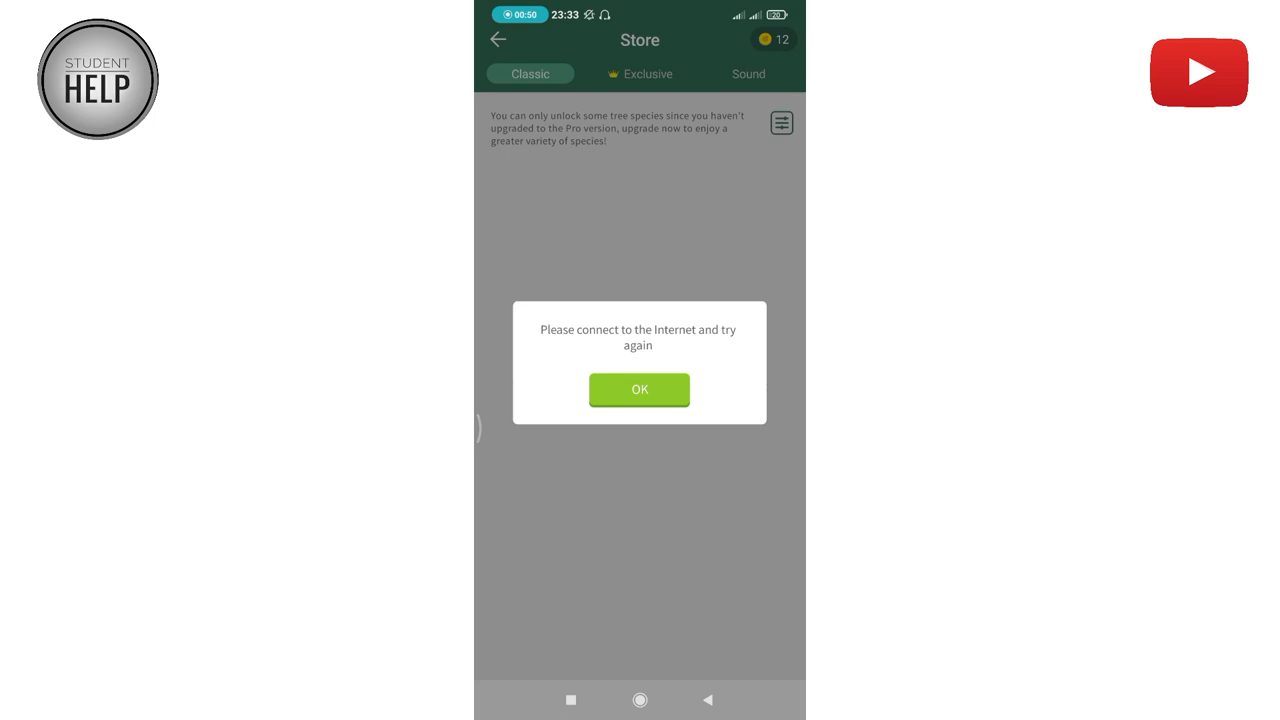 STUDENT
HELP
00:50 23:33 20
Store
12
Classic Exclusive Sound
You can only unlock some tree species since you haven't
upgraded to the Pro version, upgrade now to enjoy a
greater variety of species!
Please connect to the Internet and try
again
OK